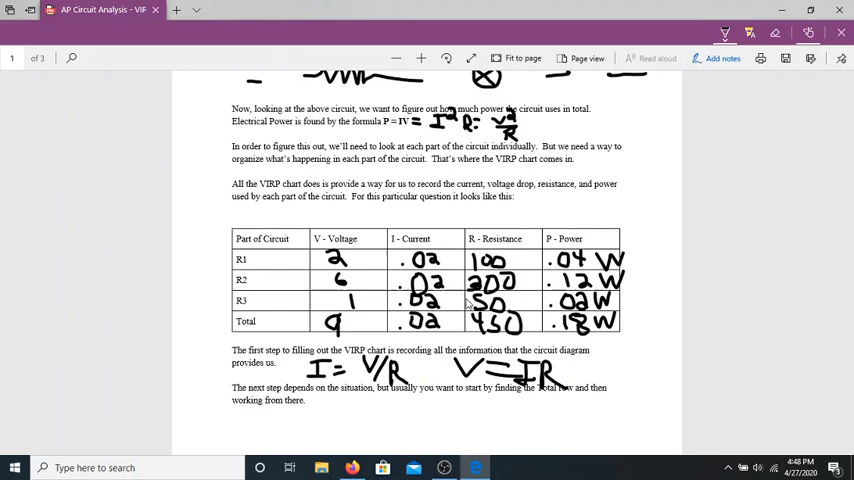 AP Circuit Analysis - VIR
1 of 3
Fit to page
Page view
Read aloud
Add notes
Now, looking at the above circuit, we want to figure out how much power the circuit uses in total.
Electrical Power is found by the formula P = IV = I²R = V²/R
In order to figure this out, we'll need to look at each part of the circuit individually. But we need a way to
organize what's happening in each part of the circuit. That's where the VIRP chart comes in.
All the VIRP chart does is provide a way for us to record the current, voltage drop, resistance, and power
used by each part of the circuit. For this particular question it looks like this:
Part of Circuit V - Voltage I - Current R - Resistance P - Power
R1 2 .02 100 .04 W
R2 6 .02 300 .12 W
R3 1 .02 50 .02 W
Total 9 .02 450 .18 W
The first step to filling out the VIRP chart is recording all the information that the circuit diagram
provides us.
I = V/R V = IR
The next step depends on the situation, but usually you want to start by finding the Total row and then
working from there.
Type here to search
4:48 PM
4/27/2020